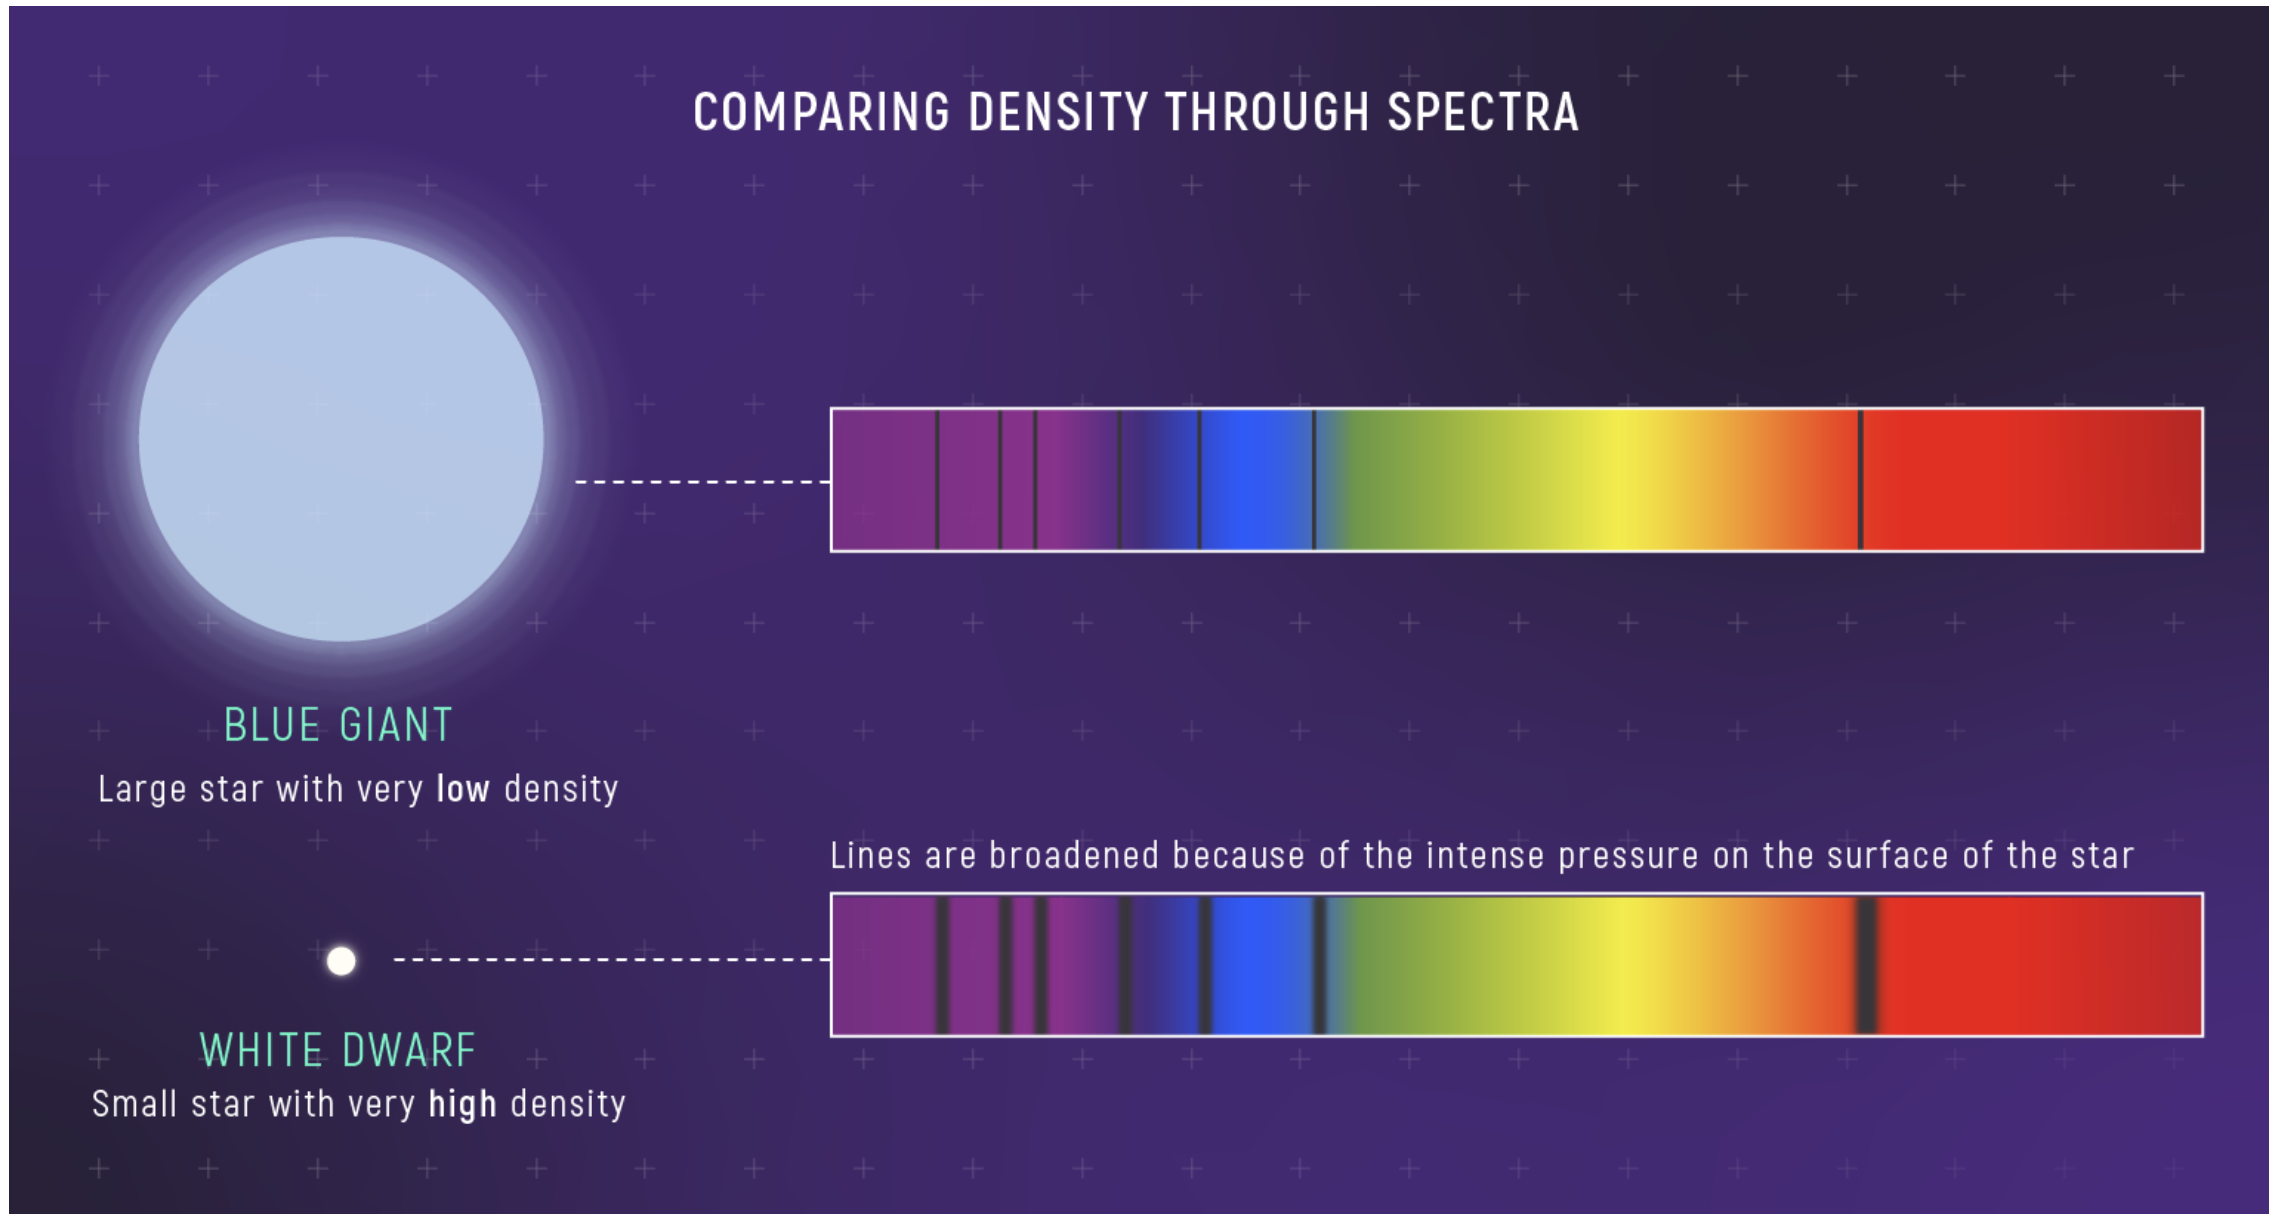 COMPARING DENSITY THROUGH SPECTRA
BLUE GIANT
Large star with very low density
Lines are broadened because of the intense pressure on the surface of the star
WHITE DWARF
Small star with very high density